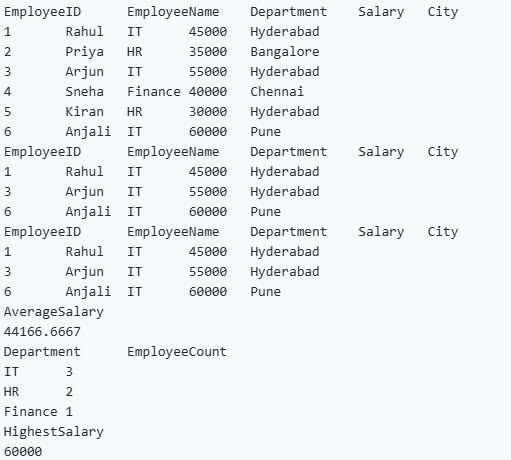 EmployeeID EmployeeName Department Salary City
1 Rahul IT 45000 Hyderabad
2 Priya HR 35000 Bangalore
3 Arjun IT 55000 Hyderabad
4 Sneha Finance 40000 Chennai
5 Kiran HR 30000 Hyderabad
6 Anjali IT 60000 Pune
EmployeeID EmployeeName Department Salary City
1 Rahul IT 45000 Hyderabad
3 Arjun IT 55000 Hyderabad
6 Anjali IT 60000 Pune
EmployeeID EmployeeName Department Salary City
1 Rahul IT 45000 Hyderabad
3 Arjun IT 55000 Hyderabad
6 Anjali IT 60000 Pune
AverageSalary
44166.6667
Department EmployeeCount
IT 3
HR 2
Finance 1
HighestSalary
60000